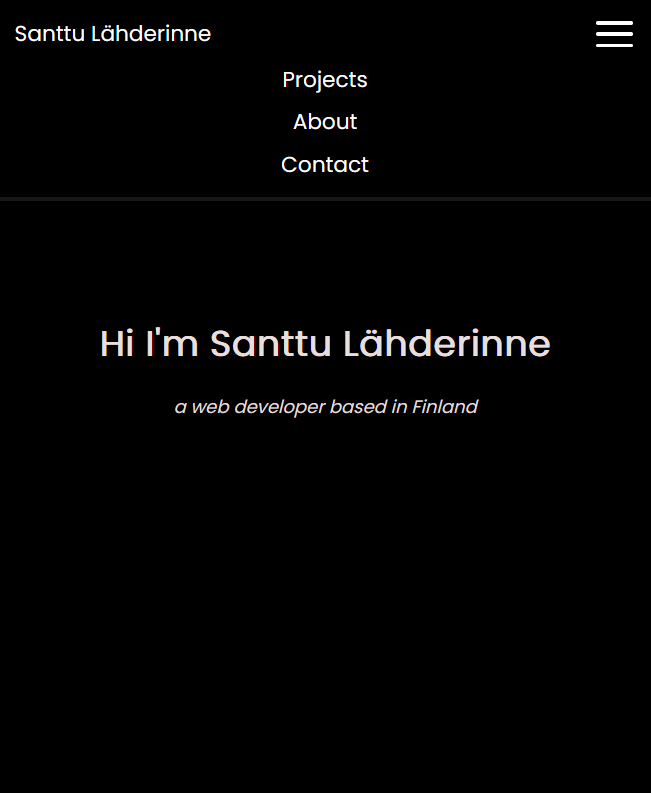 Santtu Lähderinne
Projects
About
Contact
Hi I'm Santtu Lähderinne
a web developer based in Finland